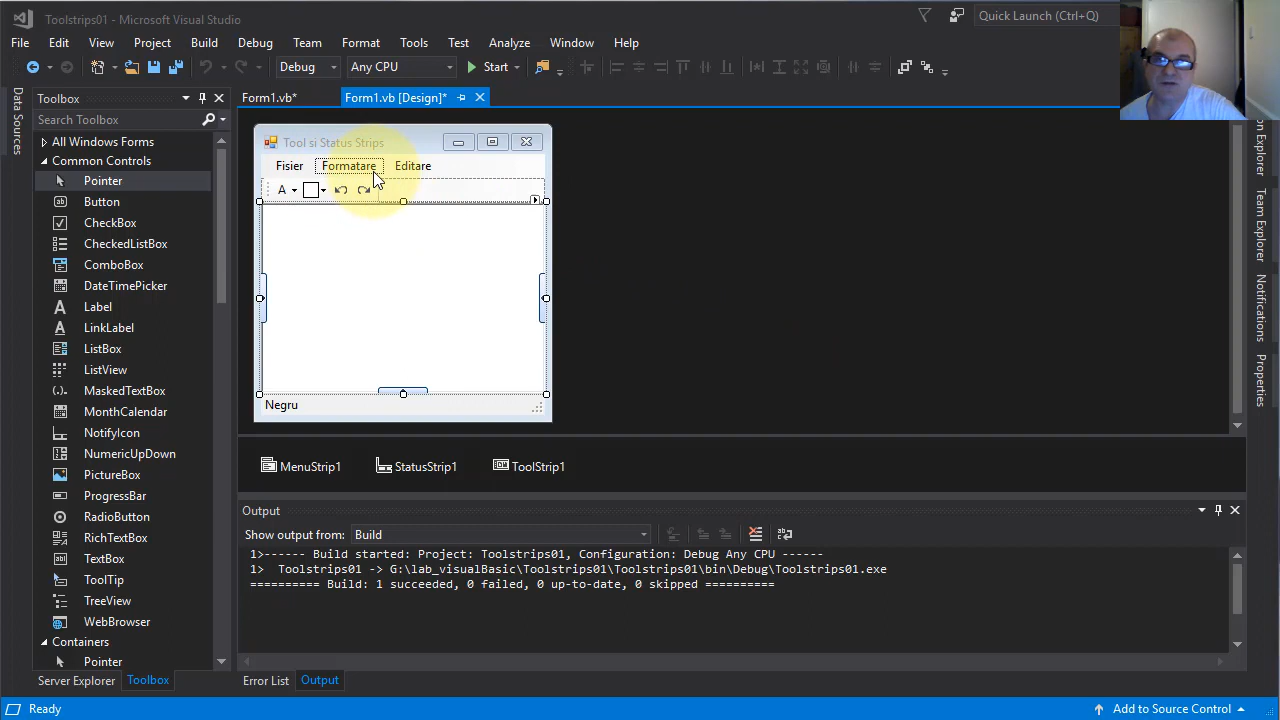 Toolstrips01 - Microsoft Visual Studio
Quick Launch (Ctrl+Q)
File Edit View Project Build Debug Team Format Tools Test Analyze Window Help
Debug Any CPU Start
Data Sources
Toolbox
Form1.vb* Form1.vb [Design]*
Search Toolbox
All Windows Forms
Common Controls
Pointer
Button
CheckBox
CheckedListBox
ComboBox
DateTimePicker
Label
LinkLabel
ListBox
ListView
MaskedTextBox
MonthCalendar
NotifyIcon
NumericUpDown
PictureBox
ProgressBar
RadioButton
RichTextBox
TextBox
ToolTip
TreeView
WebBrowser
Containers
Pointer
Server Explorer Toolbox
Tool si Status Strips
Fisier Formatare Editare
A
Negru
MenuStrip1 StatusStrip1 ToolStrip1
Output
Show output from: Build
1>------ Build started: Project: Toolstrips01, Configuration: Debug Any CPU ------
1> Toolstrips01 -> G:\lab_visualBasic\Toolstrips01\Toolstrips01\bin\Debug\Toolstrips01.exe
========== Build: 1 succeeded, 0 failed, 0 up-to-date, 0 skipped ==========
Error List Output
Explorer
Team Explorer
Notifications
Properties
Ready
Add to Source Control